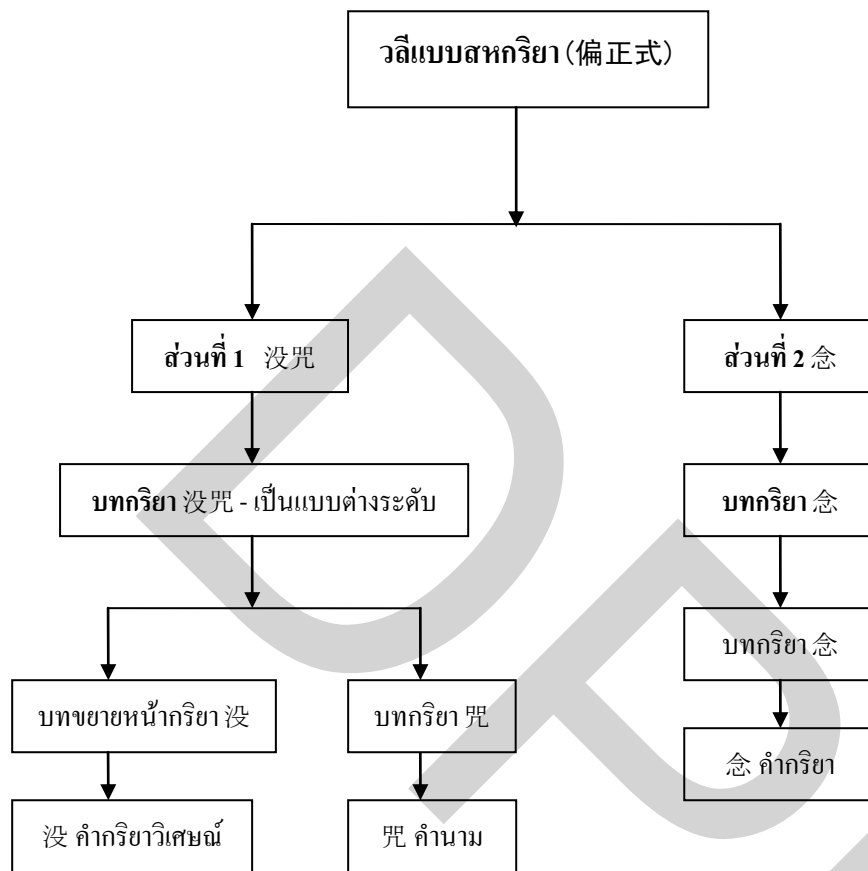 วลีแบบสหกริยา (偏正式)
ส่วนที่ 1 没咒
ส่วนที่ 2 念
บทกริยา 没咒 - เป็นแบบต่างระดับ
บทกริยา 念
บทกริยา 念
บทขยายหน้ากริยา 没
บทกริยา 咒
念 คำกริยา
没 คำกริยาวิเศษณ์
咒 คำนาม